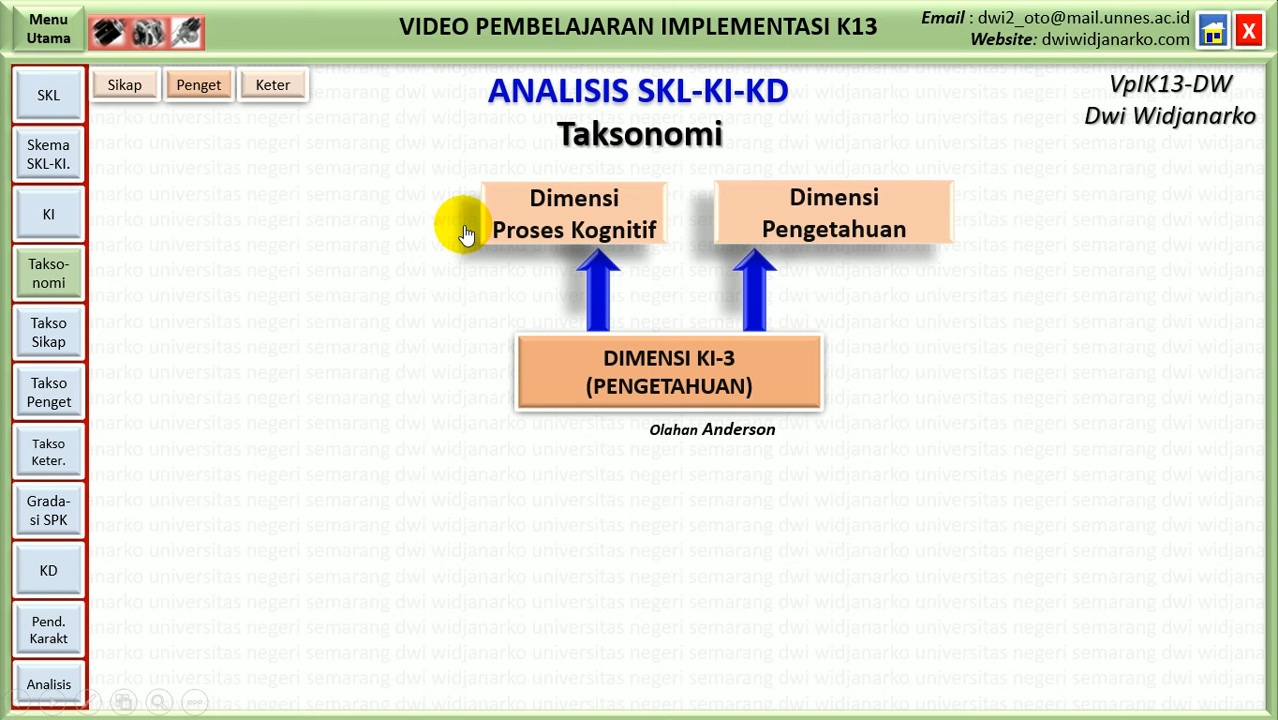 Menu
Utama
VIDEO PEMBELAJARAN IMPLEMENTASI K13
Email : dwi2_oto@mail.unnes.ac.id
Website: dwiwidjanarko.com
X
SKL
Skema
SKL-KI.
KI
Takso-
nomi
Takso
Sikap
Takso
Penget
Takso
Keter.
Grada-
si SPK
KD
Pend.
Karakt
Analisis
Sikap
Penget
Keter
ANALISIS SKL-KI-KD
Taksonomi
VpIK13-DW
Dwi Widjanarko
Dimensi
Proses Kognitif
Dimensi
Pengetahuan
DIMENSI KI-3
(PENGETAHUAN)
Olahan Anderson